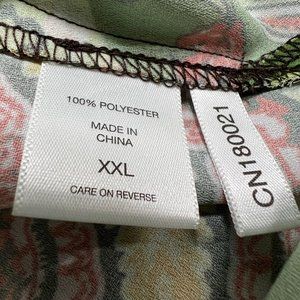 100% POLYESTER
MADE IN
CHINA
XXL
CARE ON REVERSE
CN180021